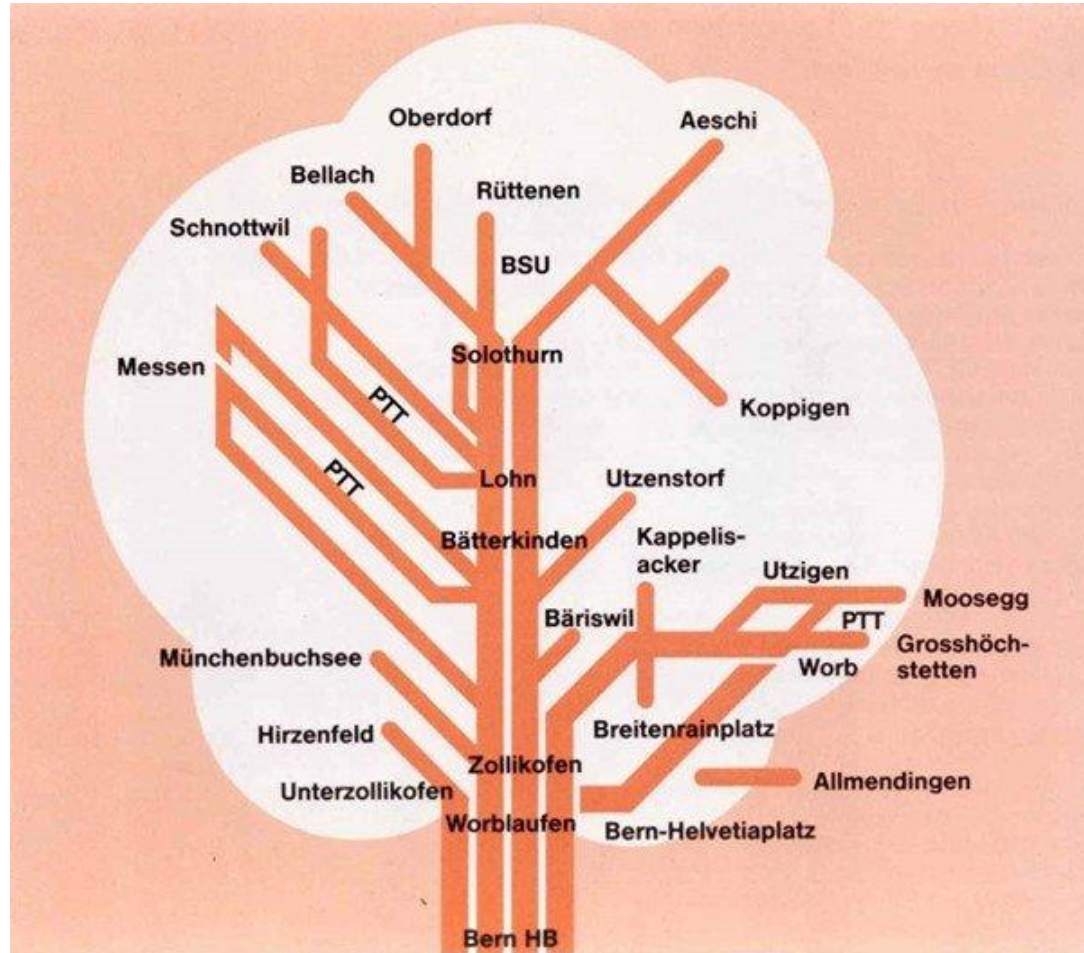 Oberdorf
Aeschi
Bellach
Rüttenen
Schnottwil
BSU
Solothurn
Messen
PTT
Koppigen
PTT
Lohn
Utzenstorf
Bätterkinden
Kappelis-
acker
Utzigen
Moosegg
Bäriswil
PTT
Grosshöch-
stetten
Münchenbuchsee
Worb
Hirzenfeld
Breitenrainplatz
Zollikofen
Allmendingen
Unterzollikofen
Worblaufen
Bern-Helvetiaplatz
Bern HB